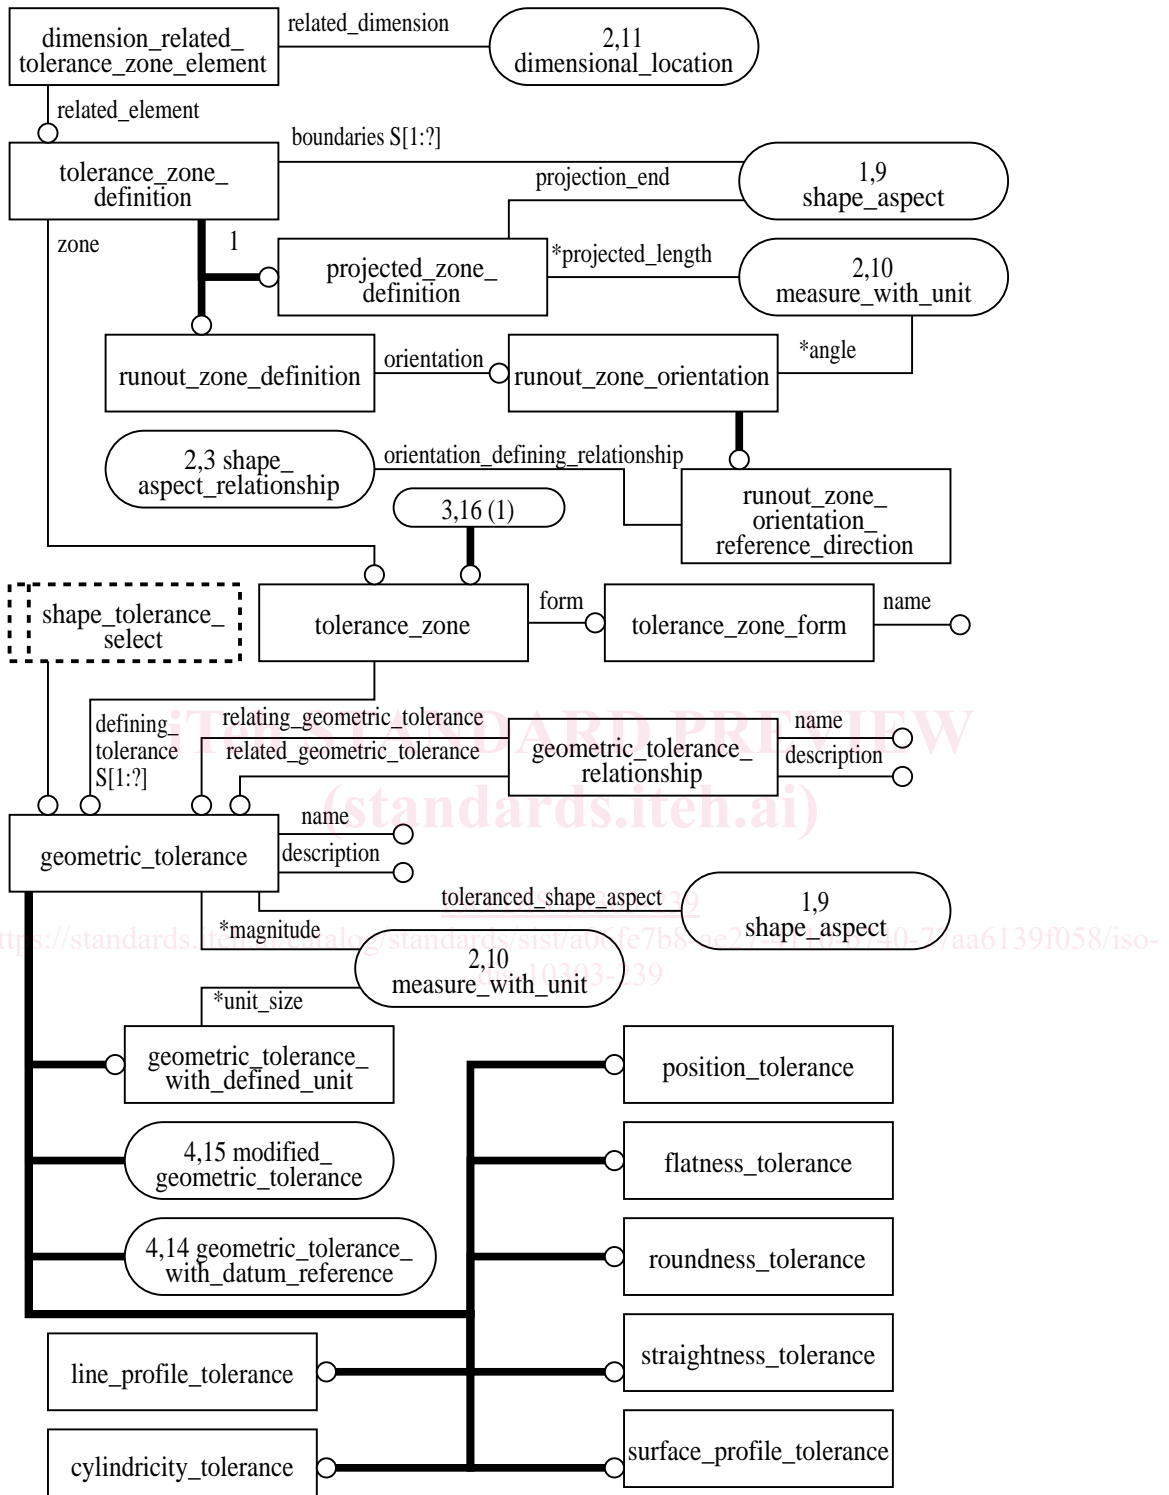 dimension_related_
tolerance_zone_element
related_dimension
2,11
dimensional_location
related_element
boundaries S[1:?]
tolerance_zone_
definition
1,9
shape_aspect
projection_end
zone
1
projected_zone_
definition
*projected_length
2,10
measure_with_unit
runout_zone_definition
orientation
runout_zone_orientation
*angle
2,3 shape_
aspect_relationship
orientation_defining_relationship
3,16 (1)
runout_zone_
orientation_
reference_direction
shape_tolerance_
select
tolerance_zone
form
tolerance_zone_form
name
defining_
tolerance
S[1:?]
relating_geometric_tolerance
related_geometric_tolerance
geometric_tolerance_
relationship
name
description
iTeh STANDARD PREVIEW
(standards.iteh.ai)
geometric_tolerance
name
description
toleranced_shape_aspect
1,9
shape_aspect
*magnitude
2,10
measure_with_unit
*unit_size
geometric_tolerance_
with_defined_unit
position_tolerance
4,15 modified_
geometric_tolerance
flatness_tolerance
4,14 geometric_tolerance_
with_datum_reference
roundness_tolerance
line_profile_tolerance
straightness_tolerance
cylindricity_tolerance
surface_profile_tolerance